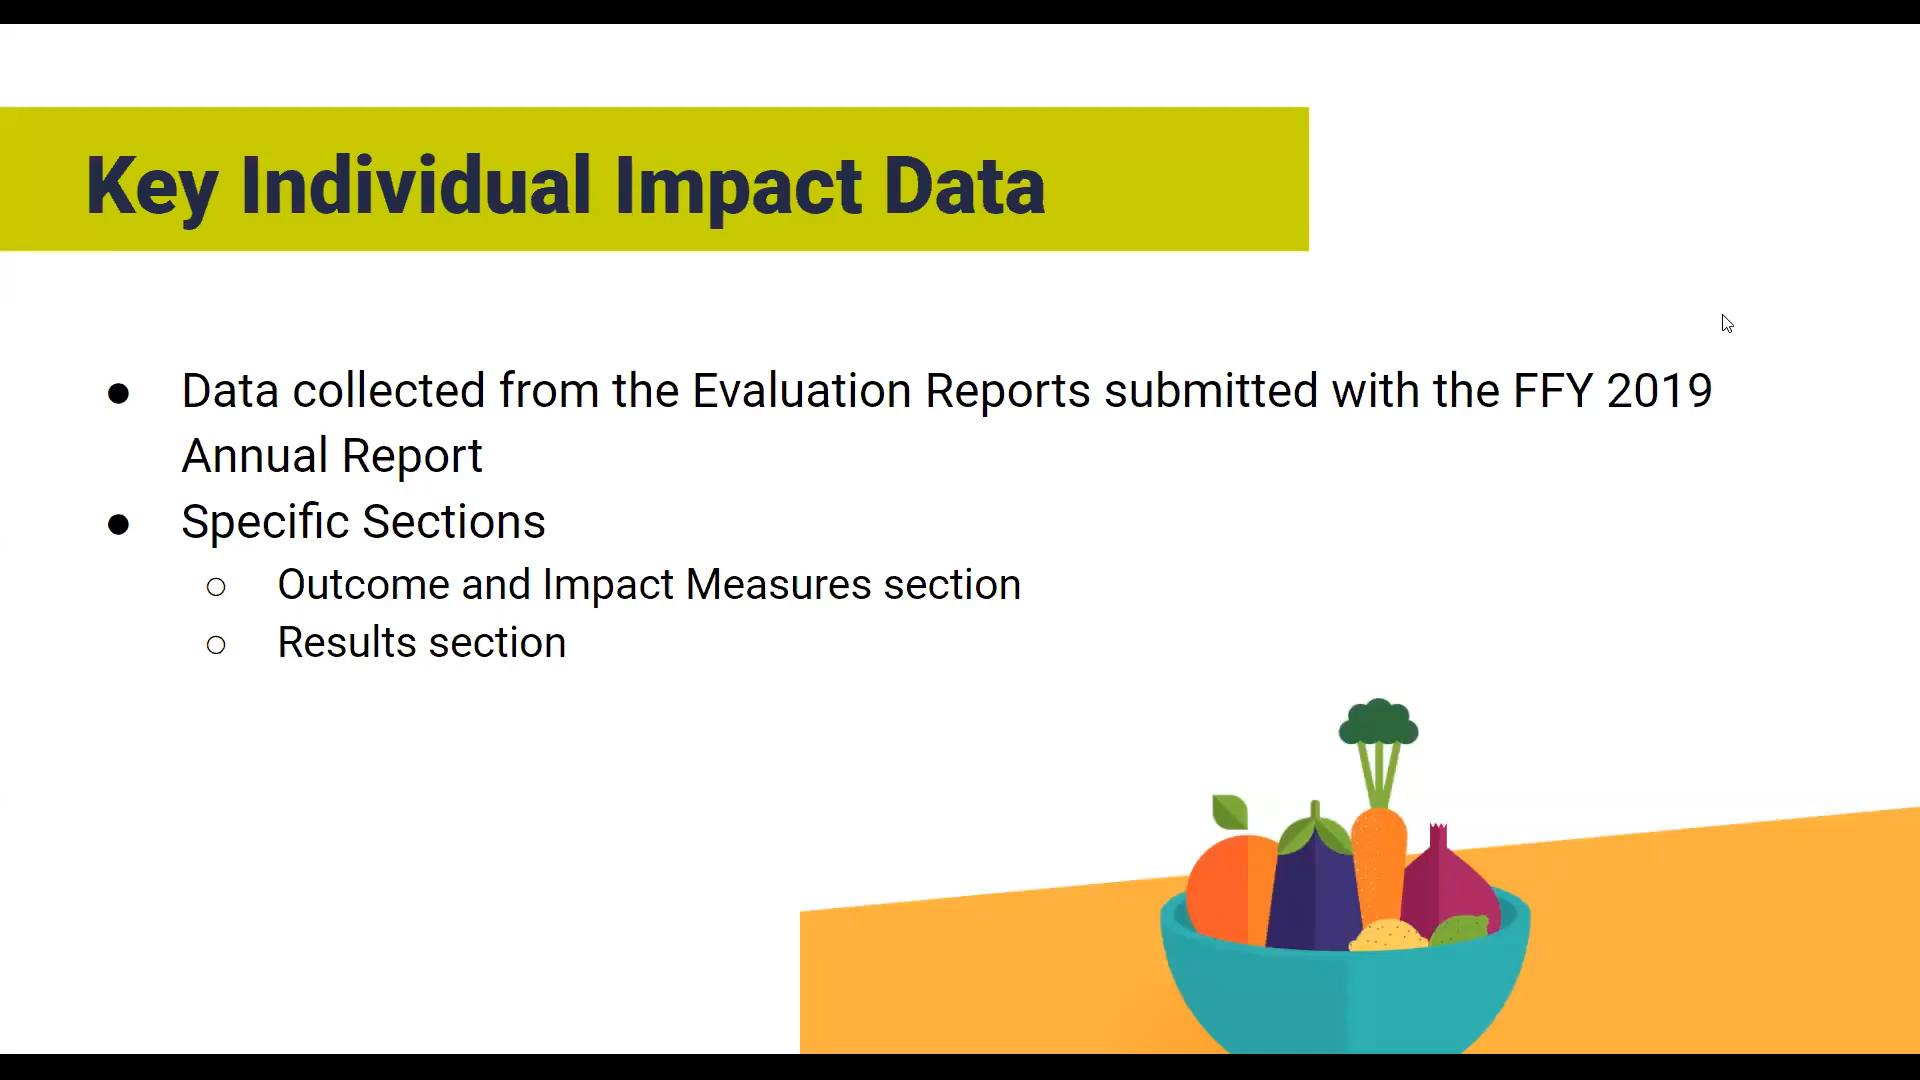 Key Individual Impact Data
● Data collected from the Evaluation Reports submitted with the FFY 2019
Annual Report
● Specific Sections
○ Outcome and Impact Measures section
○ Results section